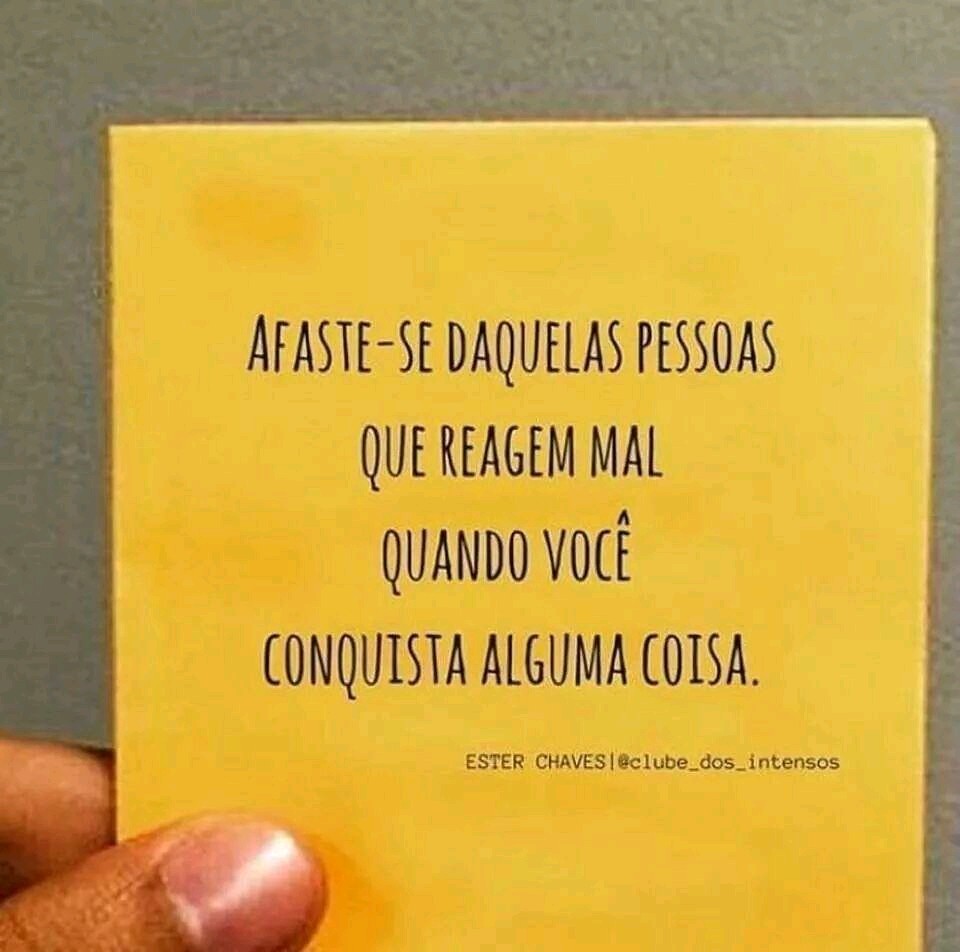 AFASTE-SE DAQUELAS PESSOAS
QUE REAGEM MAL
QUANDO VOCÊ
CONQUISTA ALGUMA COISA.
ESTER CHAVES|@clube_dos_intensos